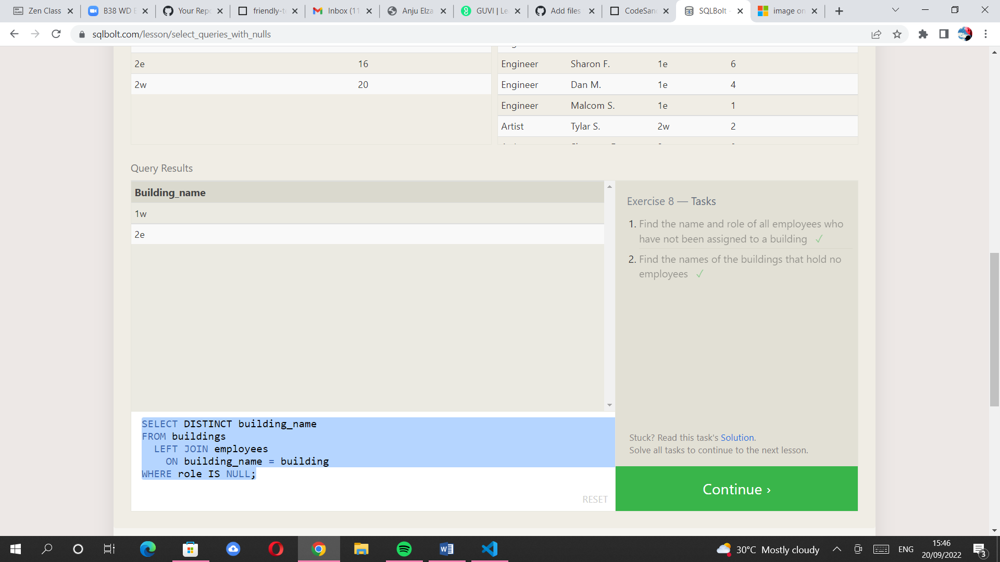 Zen Class
B38 WD E
Your Repo
friendly-te
Inbox (11
Anju Elza
GUVI | Le
Add files
CodeSand
SQLBolt -
image on
sqlbolt.com/lesson/select_queries_with_nulls
2e 16
2w 20
Engineer Sharon F. 1e 6
Engineer Dan M. 1e 4
Engineer Malcom S. 1e 1
Artist Tylar S. 2w 2
Query Results
Building_name
1w
2e
Exercise 8 — Tasks
1. Find the name and role of all employees who
have not been assigned to a building ✓
2. Find the names of the buildings that hold no
employees ✓
SELECT DISTINCT building_name
FROM buildings
LEFT JOIN employees
ON building_name = building
WHERE role IS NULL;
RESET
Stuck? Read this task's Solution.
Solve all tasks to continue to the next lesson.
Continue ›
30°C Mostly cloudy
ENG
15:46
20/09/2022
3